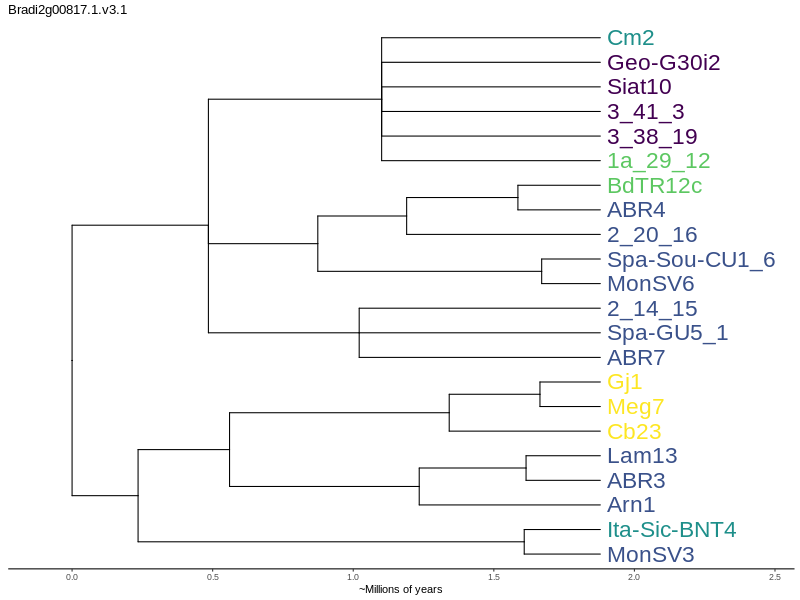 Bradi2g00817.1.v3.1
Cm2
Geo-G30i2
Siat10
3_41_3
3_38_19
1a_29_12
BdTR12c
ABR4
2_20_16
Spa-Sou-CU1_6
MonSV6
2_14_15
Spa-GU5_1
ABR7
Gj1
Meg7
Cb23
Lam13
ABR3
Arn1
Ita-Sic-BNT4
MonSV3
0.0 0.5 1.0 1.5 2.0 2.5
~Millions of years